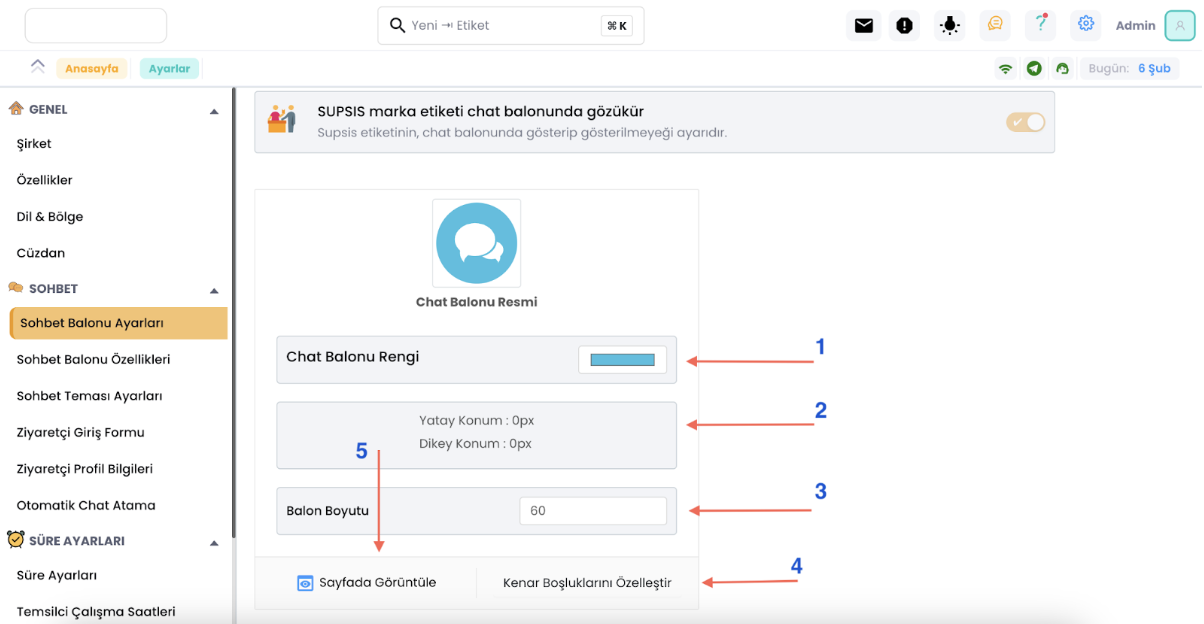 Yeni ⇥ Etiket
⌘ K
Admin
Anasayfa
Ayarlar
Bugün: 6 Şub
GENEL
Şirket
Özellikler
Dil & Bölge
Cüzdan
SOHBET
Sohbet Balonu Ayarları
Sohbet Balonu Özellikleri
Sohbet Teması Ayarları
Ziyaretçi Giriş Formu
Ziyaretçi Profil Bilgileri
Otomatik Chat Atama
SÜRE AYARLARI
Süre Ayarları
Temsilci Çalışma Saatleri
SUPSIS marka etiketi chat balonunda gözükür
Supsis etiketinin, chat balonunda gösterip gösterilmeyeği ayarıdır.
Chat Balonu Resmi
Chat Balonu Rengi
1
Yatay Konum : 0px
Dikey Konum : 0px
2
5
Balon Boyutu
60
3
Sayfada Görüntüle
Kenar Boşluklarını Özelleştir
4